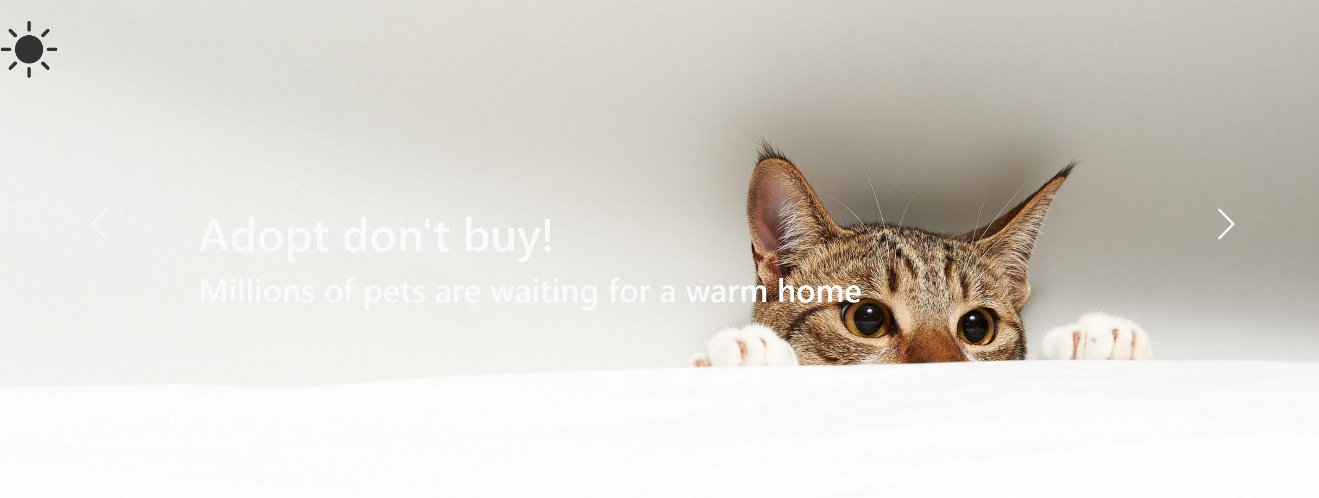 Adopt don't buy!
Millions of pets are waiting for a warm home